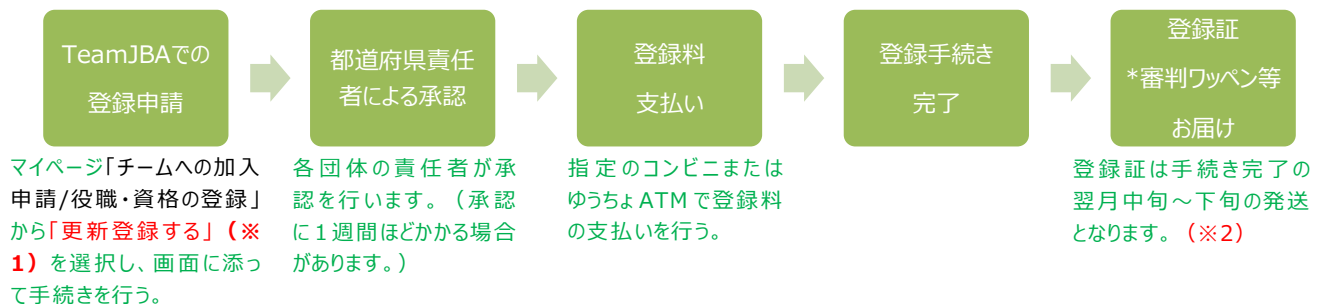 TeamJBAでの
登録申請
都道府県責任
者による承認
登録料
支払い
登録手続き
完了
登録証
*審判ワッペン等
お届け
マイページ「チームへの加入
申請/役職・資格の登録」
から「更新登録する」（※
1）を選択し、画面に添っ
て手続きを行う。
各団体の責任者が承
認を行います。（承認
に１週間ほどかかる場合
があります。）
指定のコンビニまたは
ゆうちょATMで登録料
の支払いを行う。
登録証は手続き完了の
翌月中旬～下旬の発送
となります。（※2）